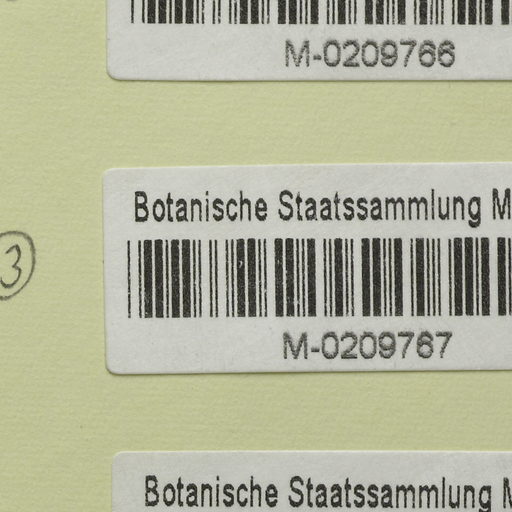 M-0209766
Botanische Staatssammlung M
3
M-0209767
Botanische Staatssammlung M